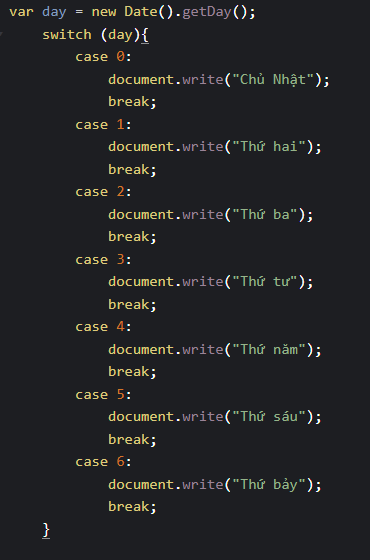 var day = new Date().getDay();
switch (day){
case 0:
document.write("Chủ Nhật");
break;
case 1:
document.write("Thứ hai");
break;
case 2:
document.write("Thứ ba");
break;
case 3:
document.write("Thứ tư");
break;
case 4:
document.write("Thứ năm");
break;
case 5:
document.write("Thứ sáu");
break;
case 6:
document.write("Thứ bảy");
break;
}